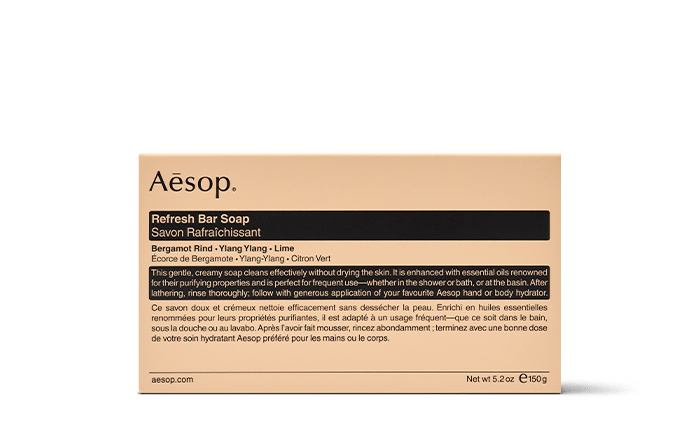 Aēsop®
Refresh Bar Soap
Savon Rafraîchissant
Bergamot Rind • Ylang Ylang • Lime
Écorce de Bergamote • Ylang-Ylang • Citron Vert
This gentle, creamy soap cleans effectively without drying the skin. It is enhanced with essential oils renowned
for their purifying properties and is perfect for frequent use—whether in the shower or bath, or at the basin. After
lathering, rinse thoroughly; follow with generous application of your favourite Aesop hand or body hydrator.
Ce savon doux et crémeux nettoie efficacement sans dessécher la peau. Enrichi en huiles essentielles
renommées pour leurs propriétés purifiantes, il est adapté à un usage fréquent—que ce soit dans le bain,
sous la douche ou au lavabo. Après l'avoir fait mousser, rincez abondamment ; terminez avec une bonne dose
de votre soin hydratant Aesop préféré pour les mains ou le corps.
aesop.com Net wt 5.2 oz ℮150g